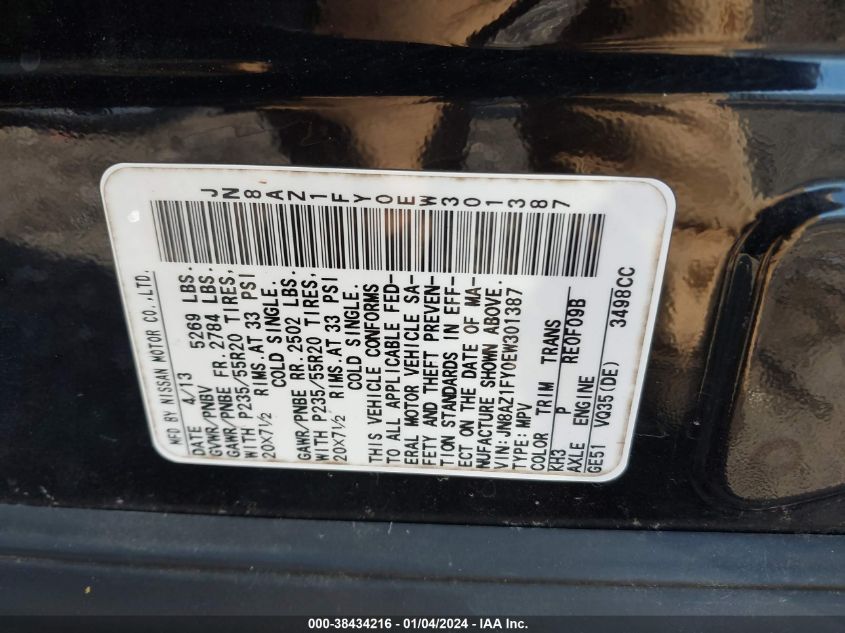 JN8AZ1FY0EW301387
MFD BY NISSAN MOTOR CO.,LTD.
DATE 4/13 5269 LBS.
GVWR/PNBV
GAWR/PNBE FR. 2784 LBS.
WITH P235/55R20 TIRES,
20X7½ RIMS.AT 33 PSI
COLD SINGLE.
GAWR/PNBE RR. 2502 LBS.
WITH P235/55R20 TIRES,
20X7½ RIMS.AT 33 PSI
COLD SINGLE.
THIS VEHICLE CONFORMS
TO ALL APPLICABLE FED-
ERAL MOTOR VEHICLE SA-
FETY AND THEFT PREVEN-
TION STANDARDS IN EFF-
ECT ON THE DATE OF MA-
NUFACTURE SHOWN ABOVE.
VIN: JN8AZ1FY0EW301387
TYPE: MPV
COLOR TRIM TRANS
KH3 P RE0F09B
AXLE ENGINE
GE51 VQ35(DE) 3498CC
000-38434216 - 01/04/2024 - IAA Inc.